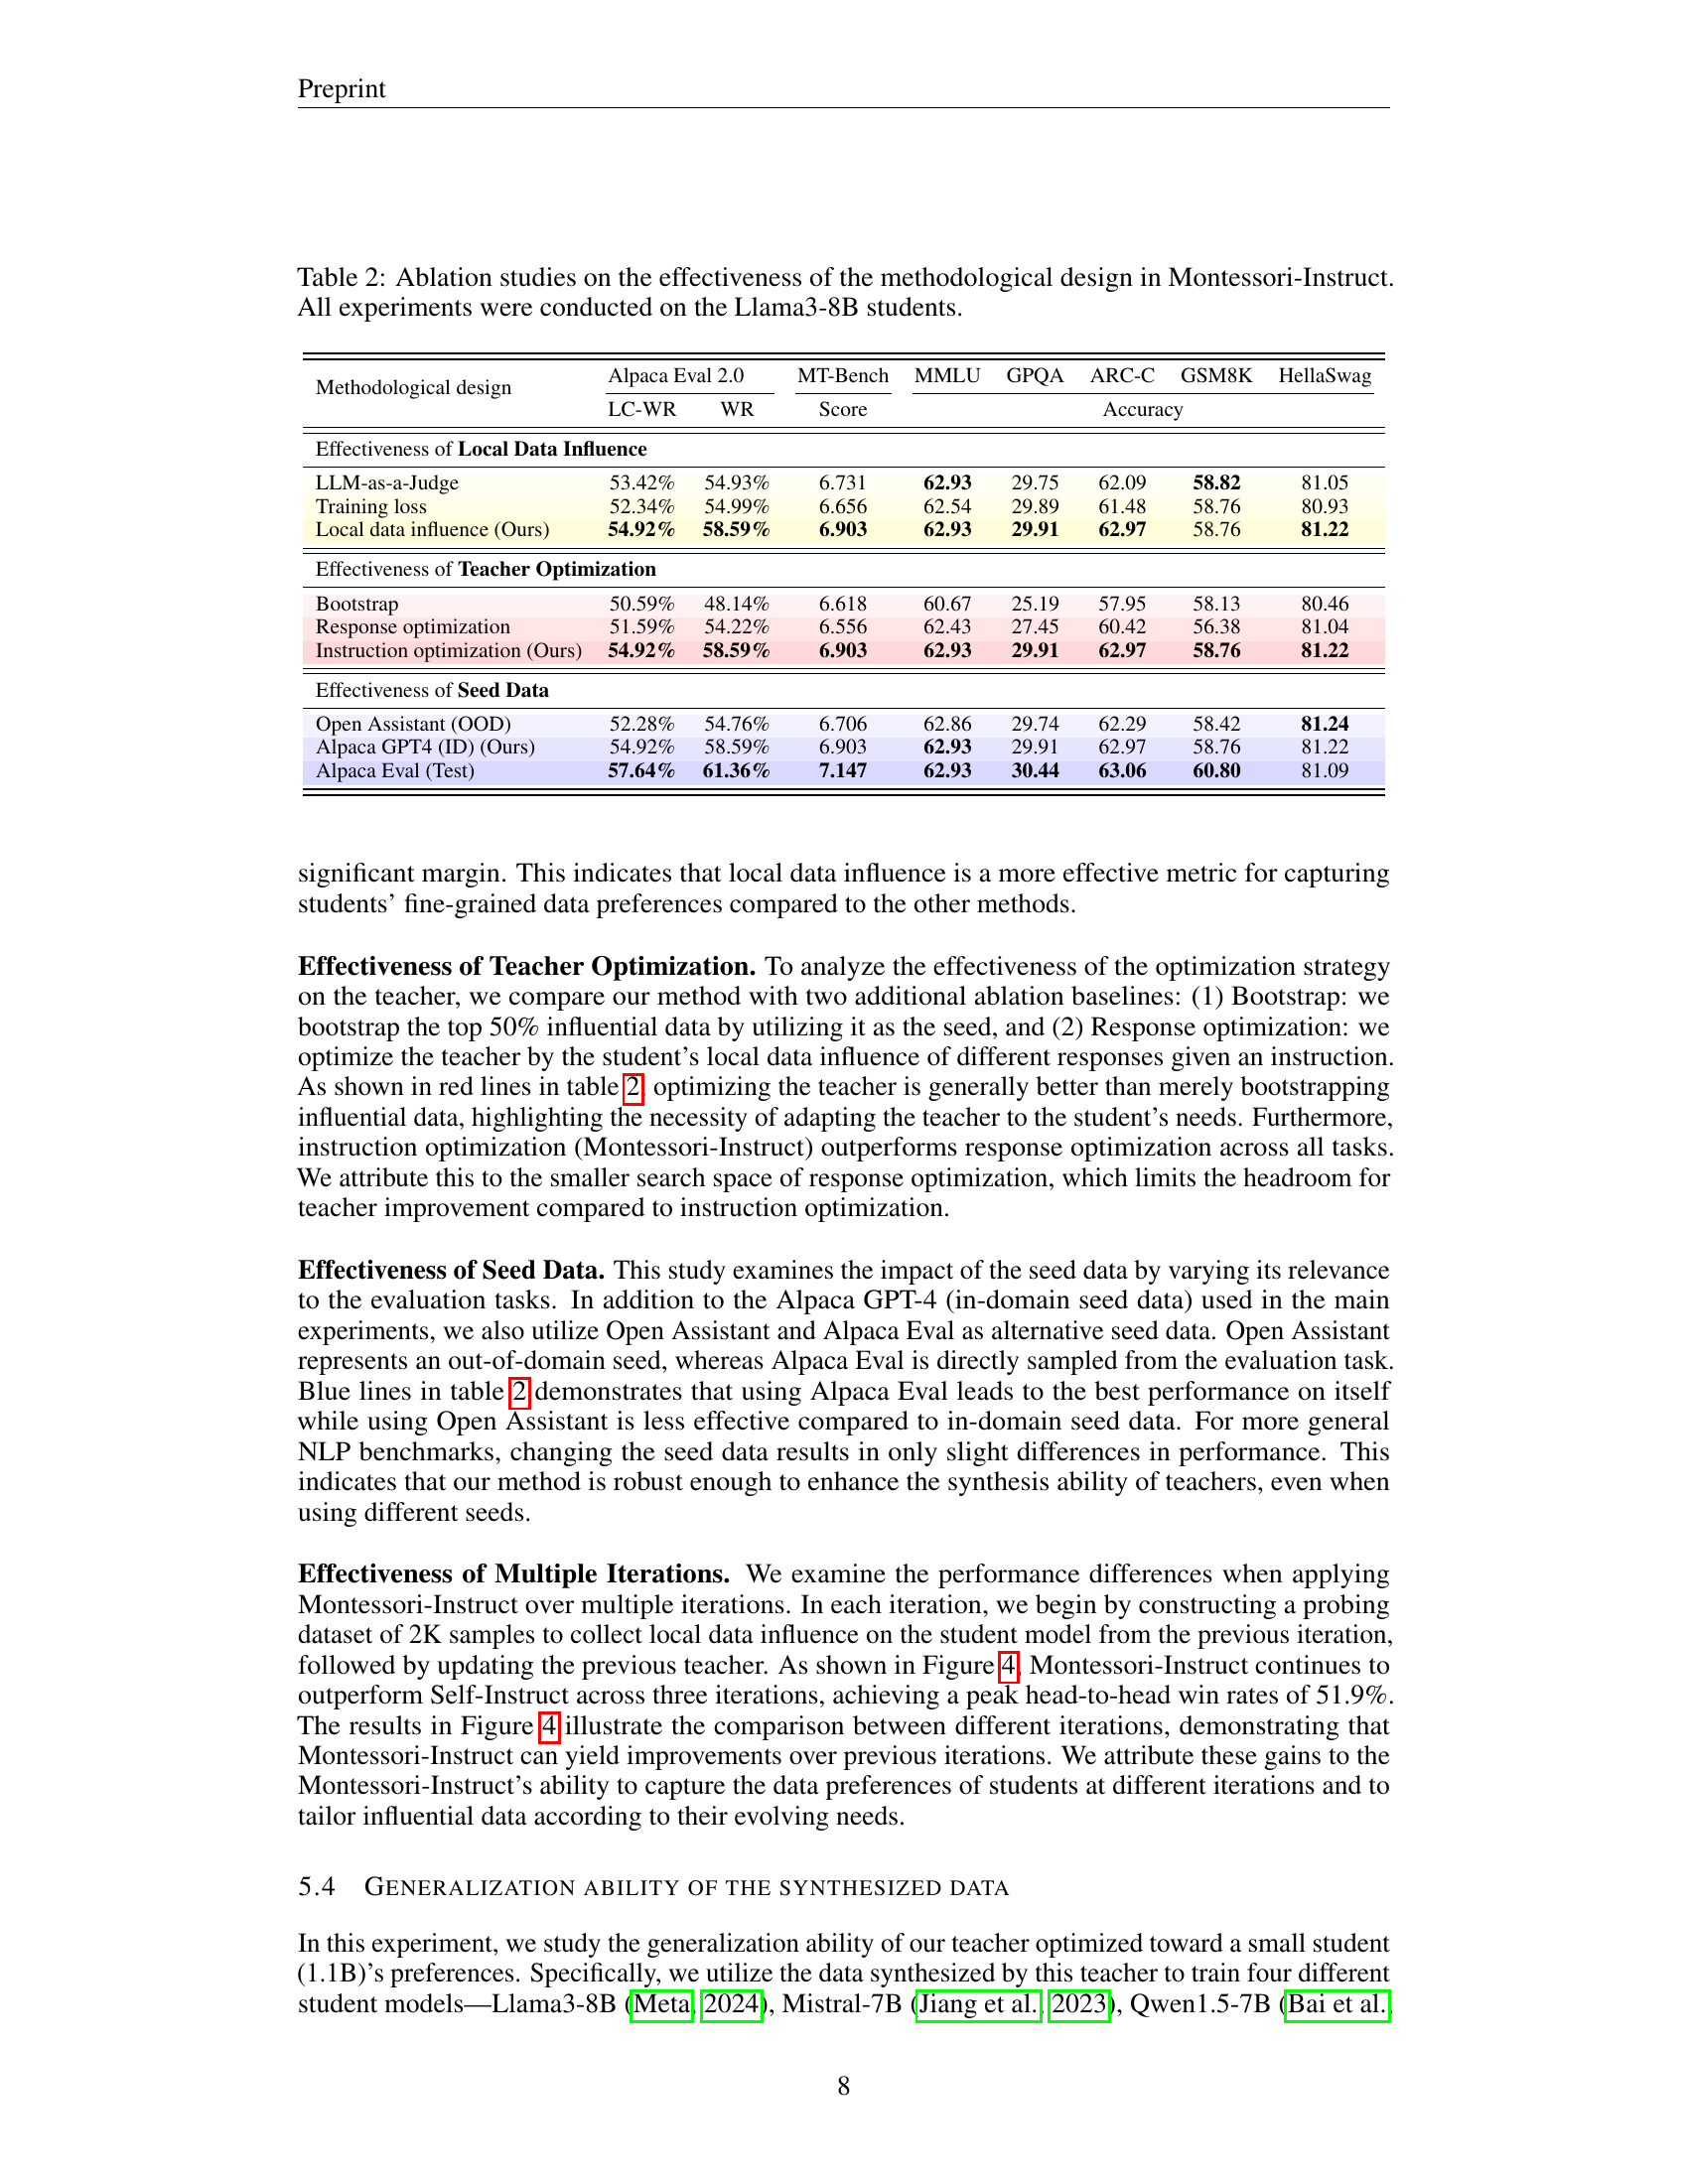 Preprint
Table 2: Ablation studies on the effectiveness of the methodological design in Montessori-Instruct.
All experiments were conducted on the Llama3-8B students.
Methodological design Alpaca Eval 2.0 MT-Bench MMLU GPQA ARC-C GSM8K HellaSwag
LC-WR WR Score Accuracy
Effectiveness of Local Data Influence
LLM-as-a-Judge 53.42% 54.93% 6.731 62.93 29.75 62.09 58.82 81.05
Training loss 52.34% 54.99% 6.656 62.54 29.89 61.48 58.76 80.93
Local data influence (Ours) 54.92% 58.59% 6.903 62.93 29.91 62.97 58.76 81.22
Effectiveness of Teacher Optimization
Bootstrap 50.59% 48.14% 6.618 60.67 25.19 57.95 58.13 80.46
Response optimization 51.59% 54.22% 6.556 62.43 27.45 60.42 56.38 81.04
Instruction optimization (Ours) 54.92% 58.59% 6.903 62.93 29.91 62.97 58.76 81.22
Effectiveness of Seed Data
Open Assistant (OOD) 52.28% 54.76% 6.706 62.86 29.74 62.29 58.42 81.24
Alpaca GPT4 (ID) (Ours) 54.92% 58.59% 6.903 62.93 29.91 62.97 58.76 81.22
Alpaca Eval (Test) 57.64% 61.36% 7.147 62.93 30.44 63.06 60.80 81.09
significant margin. This indicates that local data influence is a more effective metric for capturing
students’ fine-grained data preferences compared to the other methods.
Effectiveness of Teacher Optimization. To analyze the effectiveness of the optimization strategy
on the teacher, we compare our method with two additional ablation baselines: (1) Bootstrap: we
bootstrap the top 50% influential data by utilizing it as the seed, and (2) Response optimization: we
optimize the teacher by the student’s local data influence of different responses given an instruction.
As shown in red lines in table 2, optimizing the teacher is generally better than merely bootstrapping
influential data, highlighting the necessity of adapting the teacher to the student’s needs. Furthermore,
instruction optimization (Montessori-Instruct) outperforms response optimization across all tasks.
We attribute this to the smaller search space of response optimization, which limits the headroom for
teacher improvement compared to instruction optimization.
Effectiveness of Seed Data. This study examines the impact of the seed data by varying its relevance
to the evaluation tasks. In addition to the Alpaca GPT-4 (in-domain seed data) used in the main
experiments, we also utilize Open Assistant and Alpaca Eval as alternative seed data. Open Assistant
represents an out-of-domain seed, whereas Alpaca Eval is directly sampled from the evaluation task.
Blue lines in table 2 demonstrates that using Alpaca Eval leads to the best performance on itself
while using Open Assistant is less effective compared to in-domain seed data. For more general
NLP benchmarks, changing the seed data results in only slight differences in performance. This
indicates that our method is robust enough to enhance the synthesis ability of teachers, even when
using different seeds.
Effectiveness of Multiple Iterations. We examine the performance differences when applying
Montessori-Instruct over multiple iterations. In each iteration, we begin by constructing a probing
dataset of 2K samples to collect local data influence on the student model from the previous iteration,
followed by updating the previous teacher. As shown in Figure 4, Montessori-Instruct continues to
outperform Self-Instruct across three iterations, achieving a peak head-to-head win rates of 51.9%.
The results in Figure 4 illustrate the comparison between different iterations, demonstrating that
Montessori-Instruct can yield improvements over previous iterations. We attribute these gains to the
Montessori-Instruct’s ability to capture the data preferences of students at different iterations and to
tailor influential data according to their evolving needs.
5.4 GENERALIZATION ABILITY OF THE SYNTHESIZED DATA
In this experiment, we study the generalization ability of our teacher optimized toward a small student
(1.1B)’s preferences. Specifically, we utilize the data synthesized by this teacher to train four different
student models—Llama3-8B (Meta, 2024), Mistral-7B (Jiang et al., 2023), Qwen1.5-7B (Bai et al.,
8